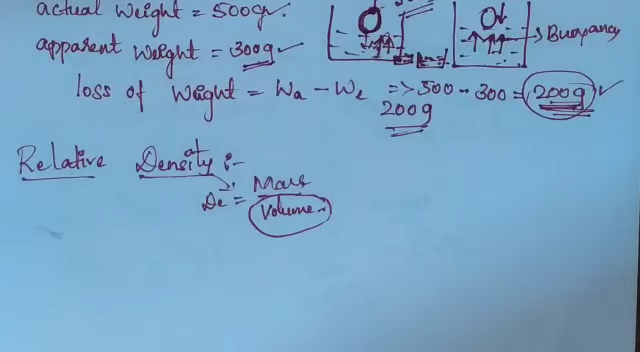 actual Weight = 500gr.
apparent Weight = 300g ✓
→ Buoyancy
loss of Weight = Wa - We => 500 - 300 = 200g ✓
200g
Relative Density :-
De = Mass
Volume